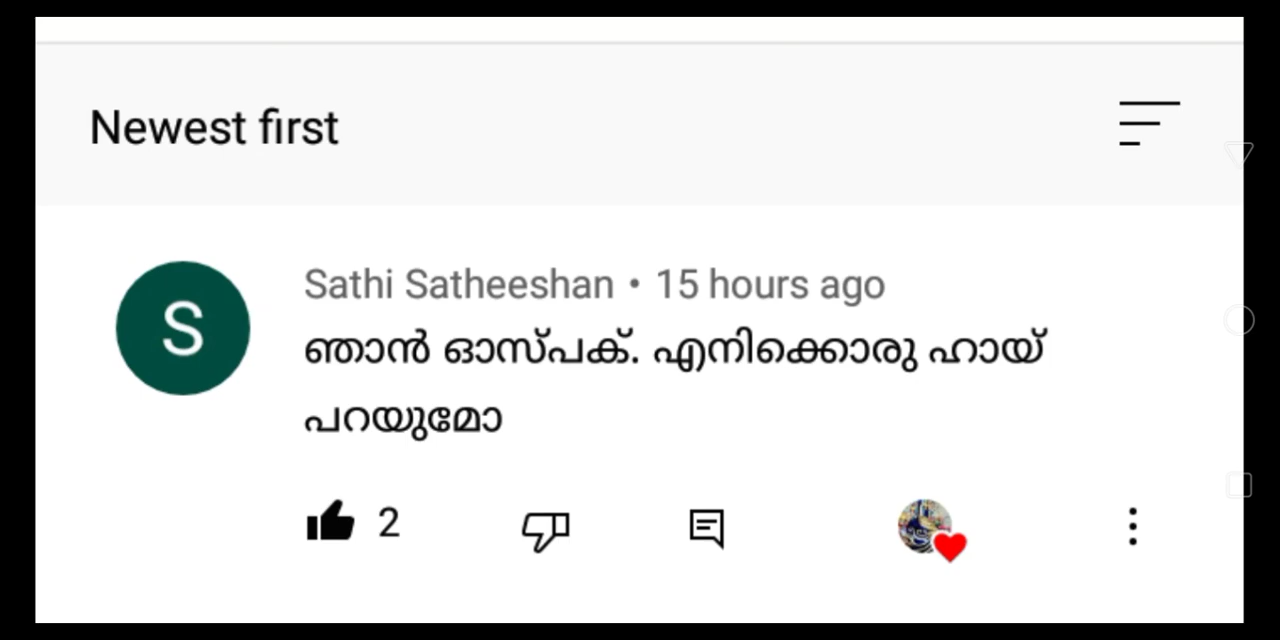 Newest first
S
Sathi Satheeshan • 15 hours ago
ഞാൻ ഓസ്പക്. എനിക്കൊരു ഹായ്
പറയുമോ
2